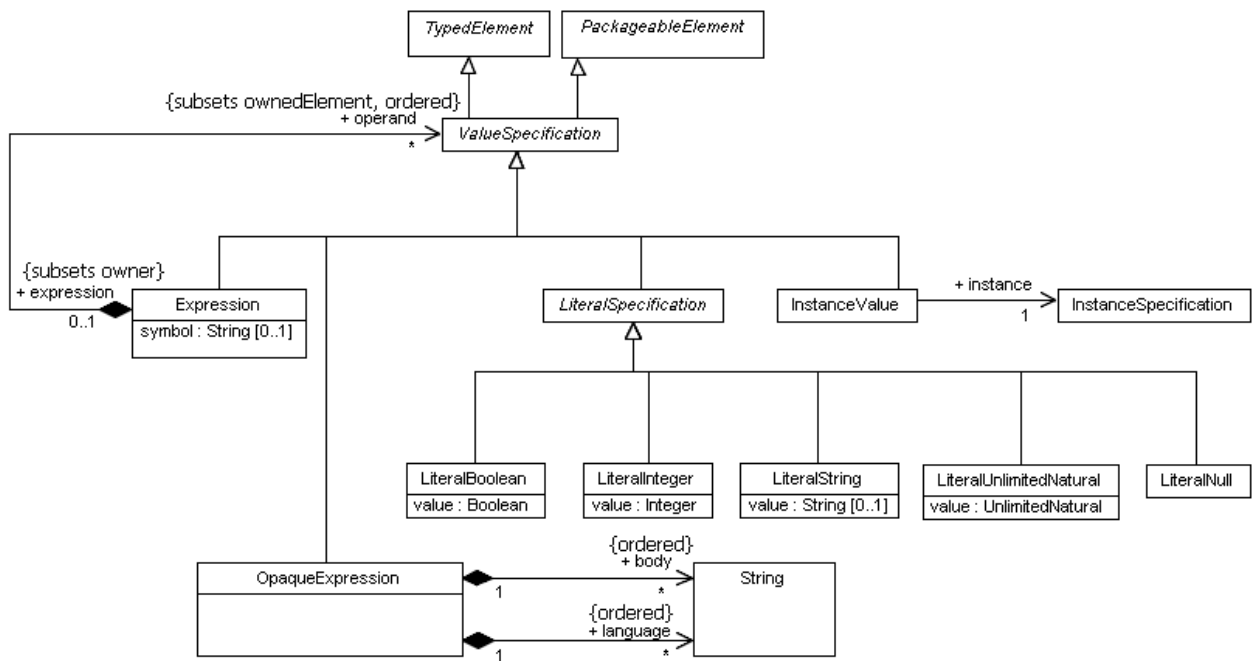 TypedElement
PackageableElement
{subsets ownedElement, ordered}
+ operand
*
ValueSpecification
{subsets owner}
+ expression
0..1
Expression
symbol : String [0..1]
LiteralSpecification
InstanceValue
+ instance
1
InstanceSpecification
LiteralBoolean
value : Boolean
LiteralInteger
value : Integer
LiteralString
value : String [0..1]
LiteralUnlimitedNatural
value : UnlimitedNatural
LiteralNull
OpaqueExpression
{ordered}
+ body
1
*
String
{ordered}
+ language
1
*